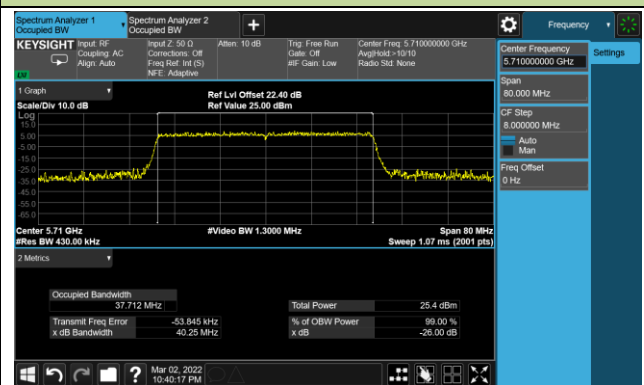 Spectrum Analyzer 1
Occupied BW
Spectrum Analyzer 2
Occupied BW
+
Frequency
KEYSIGHT
Input: RF
Coupling: AC
Align: Auto
Input Z: 50 Ω
Corrections: Off
Freq Ref: Int (S)
NFE: Adaptive
Atten: 10 dB
Trig: Free Run
Gate: Off
#IF Gain: Low
Center Freq: 5.710000000 GHz
Avg|Hold:>10/10
Radio Std: None
Center Frequency
5.710000000 GHz
Settings
Span
80.000 MHz
CF Step
8.000000 MHz
Auto
Man
Freq Offset
0 Hz
1 Graph
Scale/Div 10.0 dB
Ref Lvl Offset 22.40 dB
Ref Value 25.00 dBm
Log
15.0
5.00
-5.00
-15.0
-25.0
-35.0
-45.0
-55.0
-65.0
Center 5.71 GHz
#Res BW 430.00 kHz
#Video BW 1.3000 MHz
Span 80 MHz
Sweep 1.07 ms (2001 pts)
2 Metrics
Occupied Bandwidth
37.712 MHz
Total Power 25.4 dBm
Transmit Freq Error -53.845 kHz
% of OBW Power 99.00 %
x dB Bandwidth 40.25 MHz
x dB -26.00 dB
Mar 02, 2022
10:40:17 PM